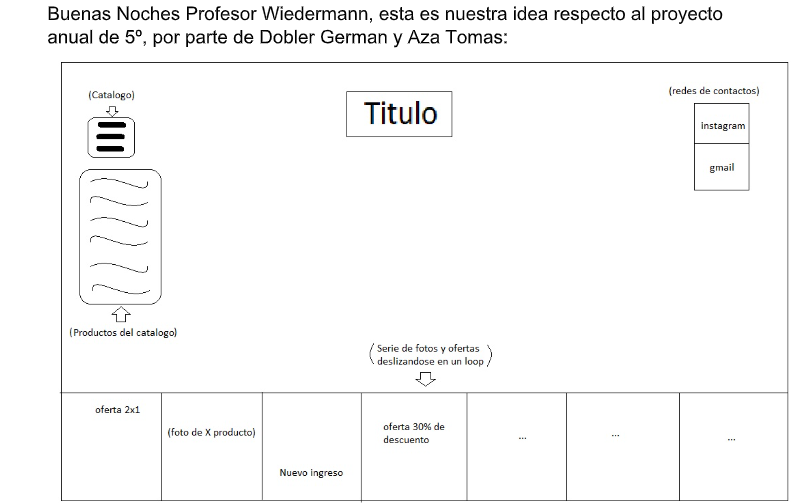 Buenas Noches Profesor Wiedermann, esta es nuestra idea respecto al proyecto
anual de 5º, por parte de Dobler German y Aza Tomas:
(Catalogo)
Titulo
(redes de contactos)
instagram
gmail
(Productos del catalogo)
(Serie de fotos y ofertas
deslizandose en un loop)
oferta 2x1
(foto de X producto)
Nuevo ingreso
oferta 30% de
descuento
...
...
...